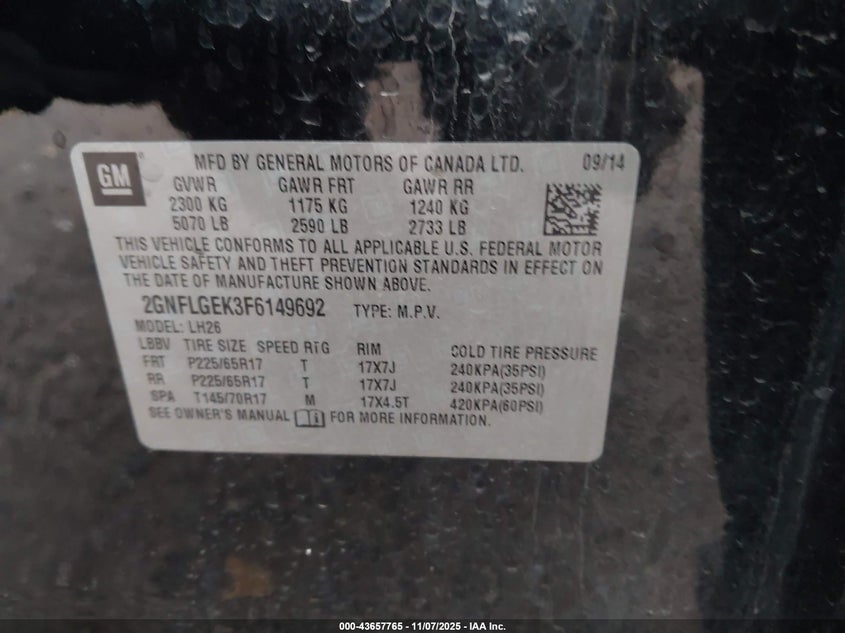 GM
MFD BY GENERAL MOTORS OF CANADA LTD. 09/14
GVWR GAWR FRT GAWR RR
2300 KG 1175 KG 1240 KG
5070 LB 2590 LB 2733 LB
THIS VEHICLE CONFORMS TO ALL APPLICABLE U.S. FEDERAL MOTOR
VEHICLE SAFETY AND THEFT PREVENTION STANDARDS IN EFFECT ON
THE DATE OF MANUFACTURE SHOWN ABOVE.
2GNFLGEK3F6149692 TYPE: M.P.V.
MODEL: LH26
LBBV TIRE SIZE SPEED RTG RIM COLD TIRE PRESSURE
FRT P225/65R17 T 17X7J 240KPA(35PSI)
RR P225/65R17 T 17X7J 240KPA(35PSI)
SPA T145/70R17 M 17X4.5T 420KPA(60PSI)
SEE OWNER'S MANUAL FOR MORE INFORMATION.
000-43657765 - 11/07/2025 - IAA Inc.